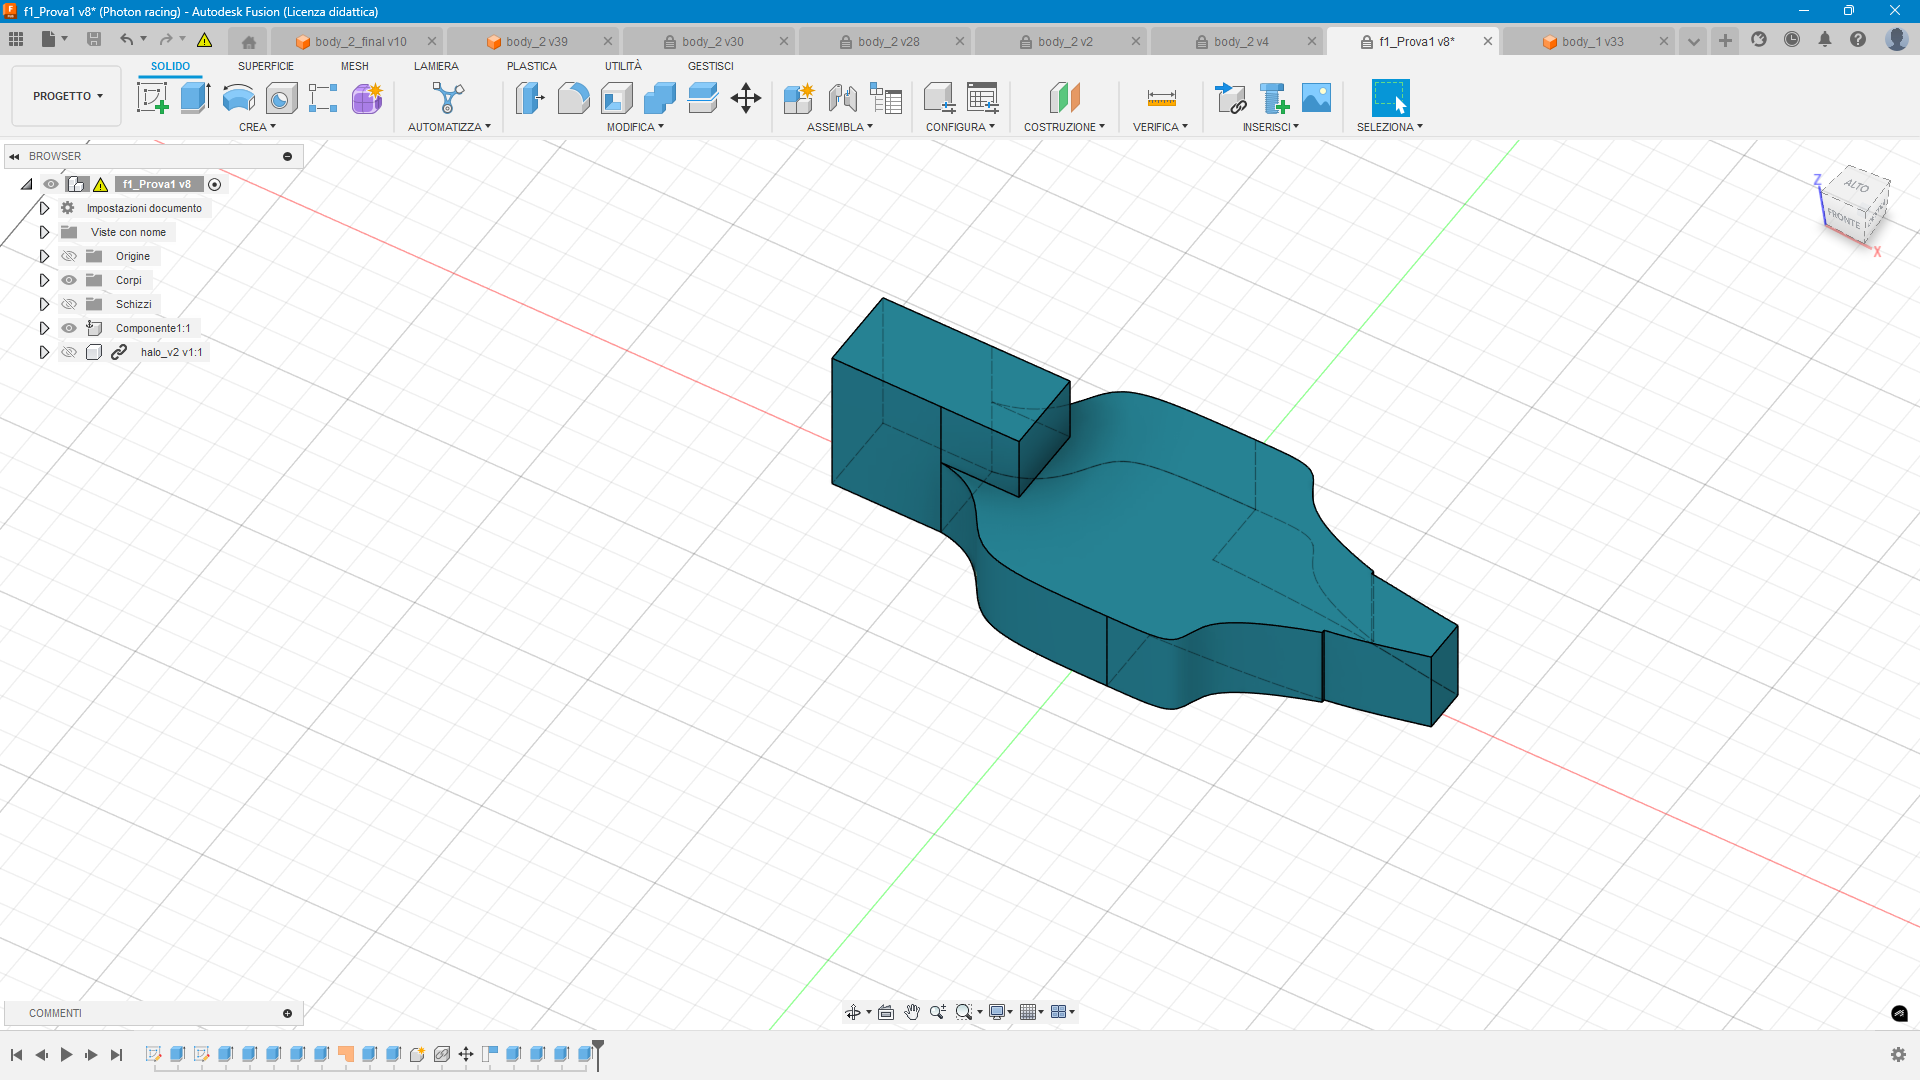 f1_Prova1 v8* (Photon racing) - Autodesk Fusion (Licenza didattica)
body_2_final v10
body_2 v39
body_2 v30
body_2 v28
body_2 v2
body_2 v4
f1_Prova1 v8*
body_1 v33
PROGETTO
SOLIDO
SUPERFICIE
MESH
LAMIERA
PLASTICA
UTILITÀ
GESTISCI
CREA
AUTOMATIZZA
MODIFICA
ASSEMBLA
CONFIGURA
COSTRUZIONE
VERIFICA
INSERISCI
SELEZIONA
BROWSER
f1_Prova1 v8
Impostazioni documento
Viste con nome
Origine
Corpi
Schizzi
Componente1:1
halo_v2 v1:1
Z
ALTO
FRONTE
X
COMMENTI